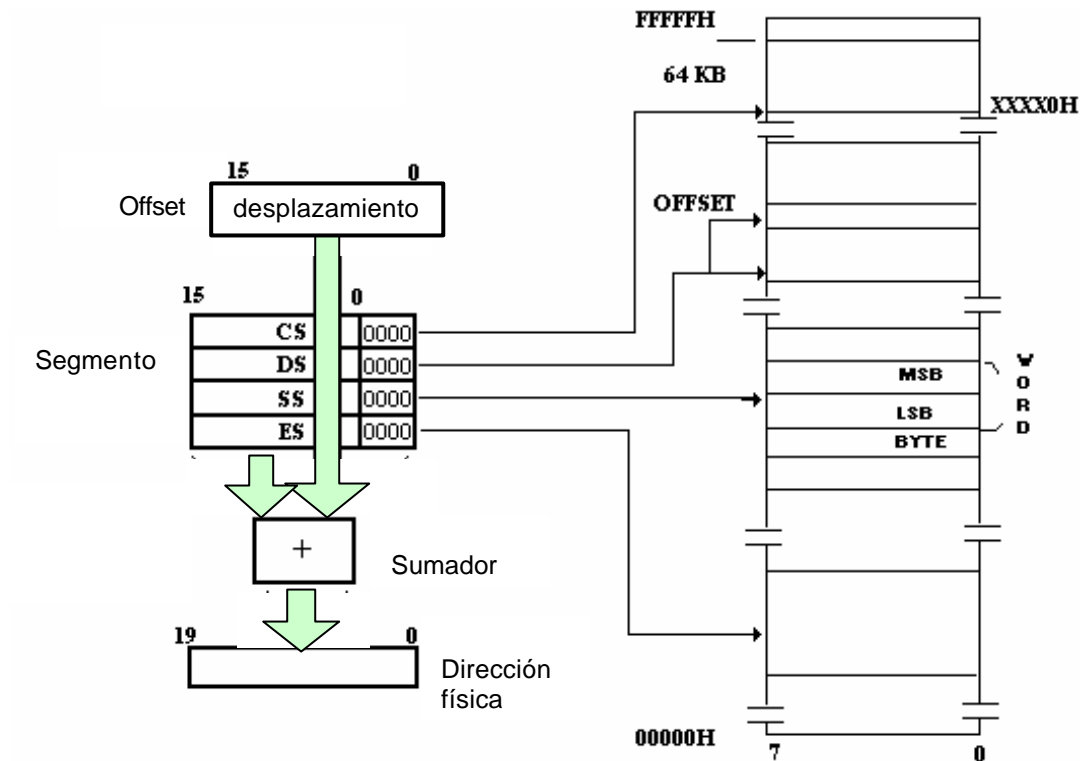 FFFFFH
64 KB
XXXX0H
15 0
Offset desplazamiento
OFFSET
15 0
Segmento
CS 0000
DS 0000
SS 0000
ES 0000
MSB
LSB
BYTE
WORD
+
Sumador
19 0
Dirección
física
00000H
7 0